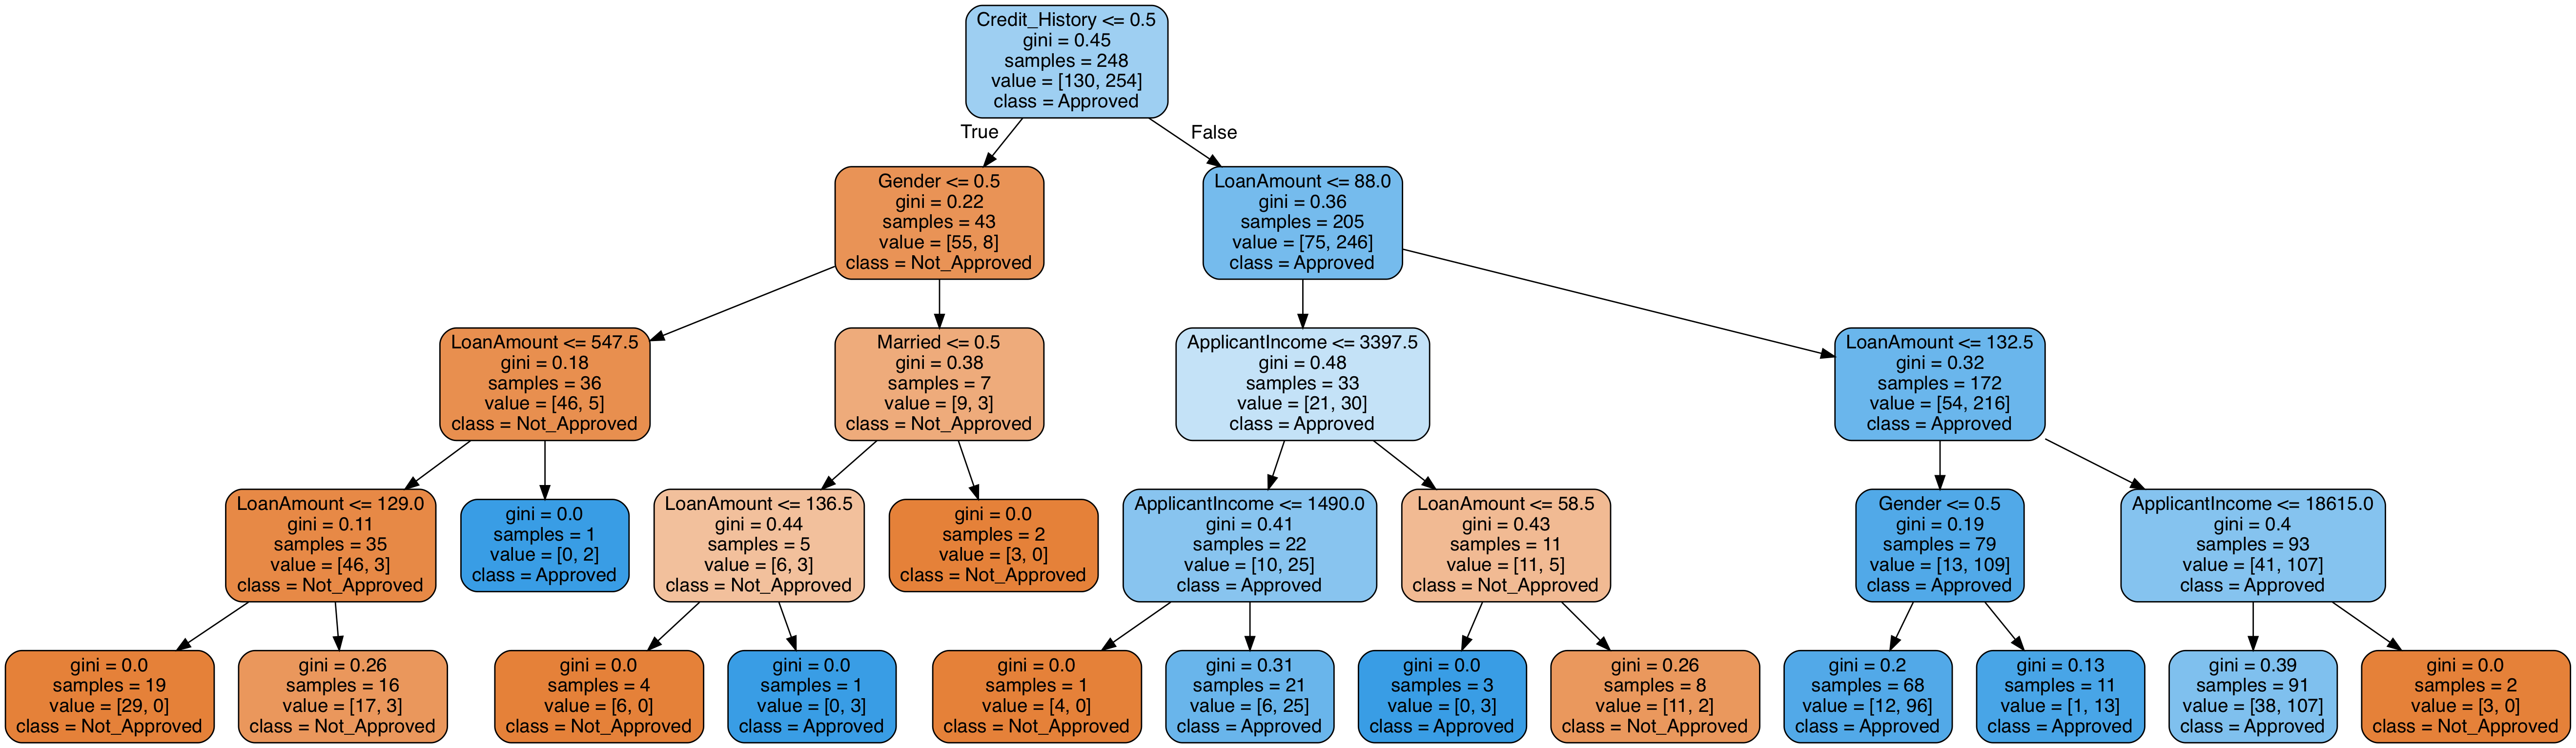 Credit_History <= 0.5
gini = 0.45
samples = 248
value = [130, 254]
class = Approved
True
False
Gender <= 0.5
gini = 0.22
samples = 43
value = [55, 8]
class = Not_Approved
LoanAmount <= 88.0
gini = 0.36
samples = 205
value = [75, 246]
class = Approved
LoanAmount <= 547.5
gini = 0.18
samples = 36
value = [46, 5]
class = Not_Approved
Married <= 0.5
gini = 0.38
samples = 7
value = [9, 3]
class = Not_Approved
ApplicantIncome <= 3397.5
gini = 0.48
samples = 33
value = [21, 30]
class = Approved
LoanAmount <= 132.5
gini = 0.32
samples = 172
value = [54, 216]
class = Approved
LoanAmount <= 129.0
gini = 0.11
samples = 35
value = [46, 3]
class = Not_Approved
gini = 0.0
samples = 1
value = [0, 2]
class = Approved
LoanAmount <= 136.5
gini = 0.44
samples = 5
value = [6, 3]
class = Not_Approved
gini = 0.0
samples = 2
value = [3, 0]
class = Not_Approved
ApplicantIncome <= 1490.0
gini = 0.41
samples = 22
value = [10, 25]
class = Approved
LoanAmount <= 58.5
gini = 0.43
samples = 11
value = [11, 5]
class = Not_Approved
Gender <= 0.5
gini = 0.19
samples = 79
value = [13, 109]
class = Approved
ApplicantIncome <= 18615.0
gini = 0.4
samples = 93
value = [41, 107]
class = Approved
gini = 0.0
samples = 19
value = [29, 0]
class = Not_Approved
gini = 0.26
samples = 16
value = [17, 3]
class = Not_Approved
gini = 0.0
samples = 4
value = [6, 0]
class = Not_Approved
gini = 0.0
samples = 1
value = [0, 3]
class = Approved
gini = 0.0
samples = 1
value = [4, 0]
class = Not_Approved
gini = 0.31
samples = 21
value = [6, 25]
class = Approved
gini = 0.0
samples = 3
value = [0, 3]
class = Approved
gini = 0.26
samples = 8
value = [11, 2]
class = Not_Approved
gini = 0.2
samples = 68
value = [12, 96]
class = Approved
gini = 0.13
samples = 11
value = [1, 13]
class = Approved
gini = 0.39
samples = 91
value = [38, 107]
class = Approved
gini = 0.0
samples = 2
value = [3, 0]
class = Not_Approved